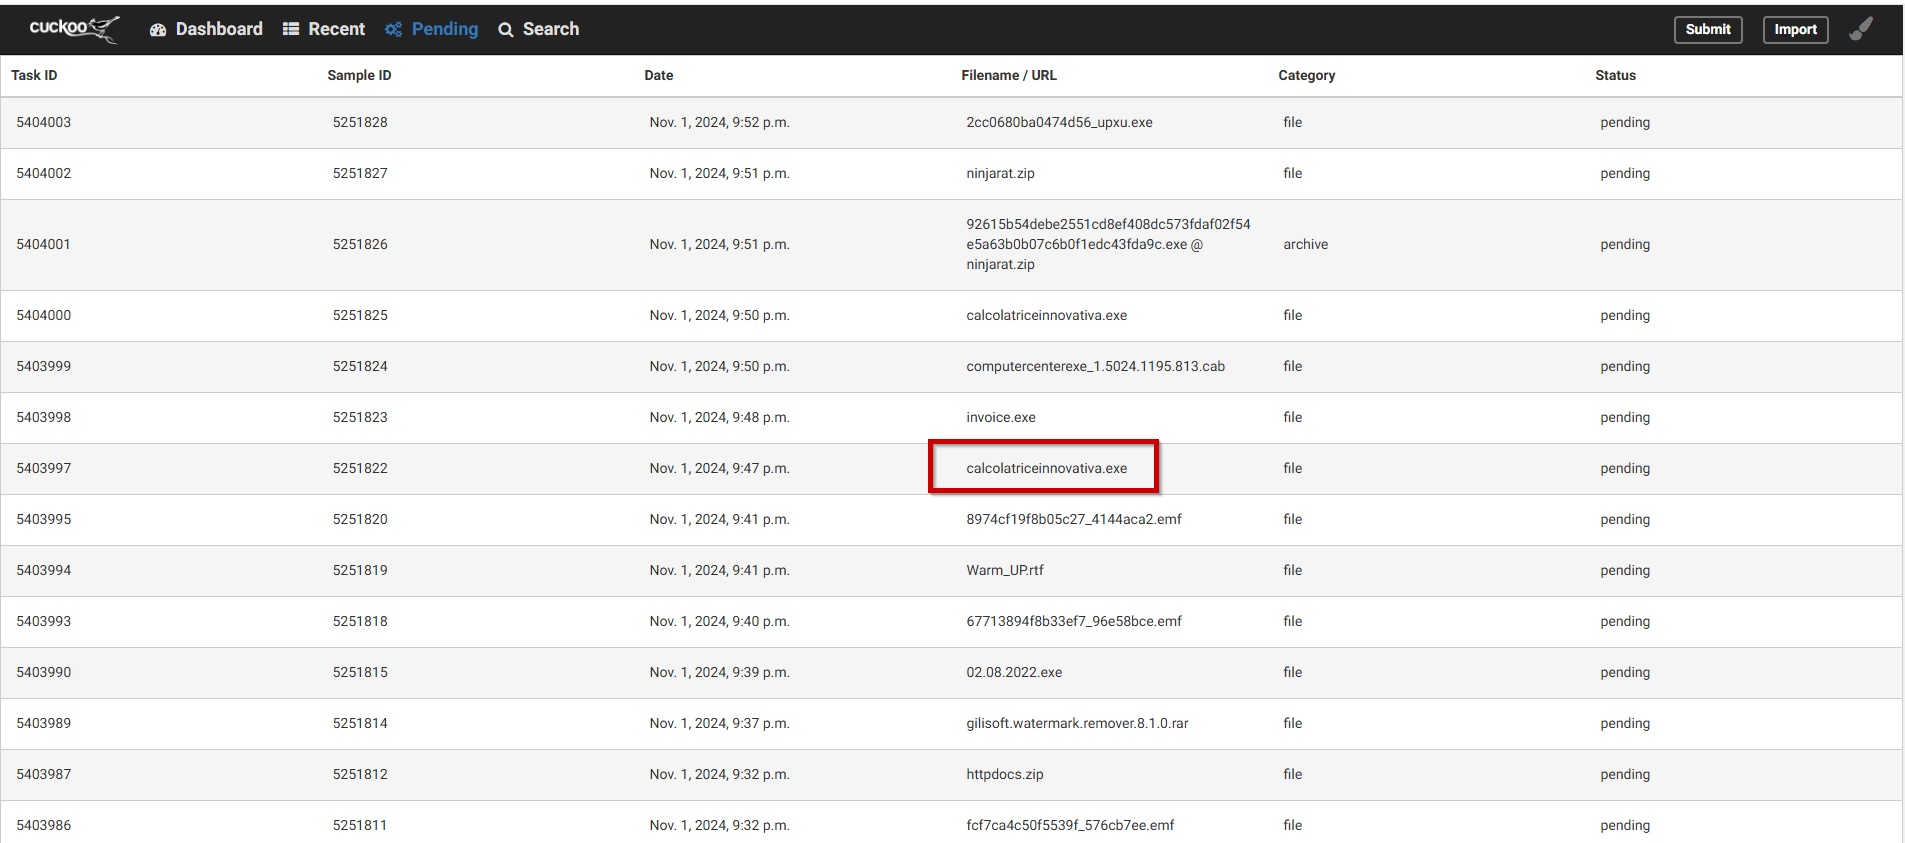 cuckoo Dashboard Recent Pending Search Submit Import
Task ID Sample ID Date Filename / URL Category Status
5404003 5251828 Nov. 1, 2024, 9:52 p.m. 2cc0680ba0474d56_upxu.exe file pending
5404002 5251827 Nov. 1, 2024, 9:51 p.m. ninjarat.zip file pending
92615b54debe2551cd8ef408dc573fdaf02f54
5404001 5251826 Nov. 1, 2024, 9:51 p.m. e5a63b0b07c6b0f1edc43fda9c.exe @ archive pending
ninjarat.zip
5404000 5251825 Nov. 1, 2024, 9:50 p.m. calcolatriceinnovativa.exe file pending
5403999 5251824 Nov. 1, 2024, 9:50 p.m. computercenterexe_1.5024.1195.813.cab file pending
5403998 5251823 Nov. 1, 2024, 9:48 p.m. invoice.exe file pending
5403997 5251822 Nov. 1, 2024, 9:47 p.m. calcolatriceinnovativa.exe file pending
5403995 5251820 Nov. 1, 2024, 9:41 p.m. 8974cf19f8b05c27_4144aca2.emf file pending
5403994 5251819 Nov. 1, 2024, 9:41 p.m. Warm_UP.rtf file pending
5403993 5251818 Nov. 1, 2024, 9:40 p.m. 67713894f8b33ef7_96e58bce.emf file pending
5403990 5251815 Nov. 1, 2024, 9:39 p.m. 02.08.2022.exe file pending
5403989 5251814 Nov. 1, 2024, 9:37 p.m. gilisoft.watermark.remover.8.1.0.rar file pending
5403987 5251812 Nov. 1, 2024, 9:32 p.m. httpdocs.zip file pending
5403986 5251811 Nov. 1, 2024, 9:32 p.m. fcf7ca4c50f5539f_576cb7ee.emf file pending